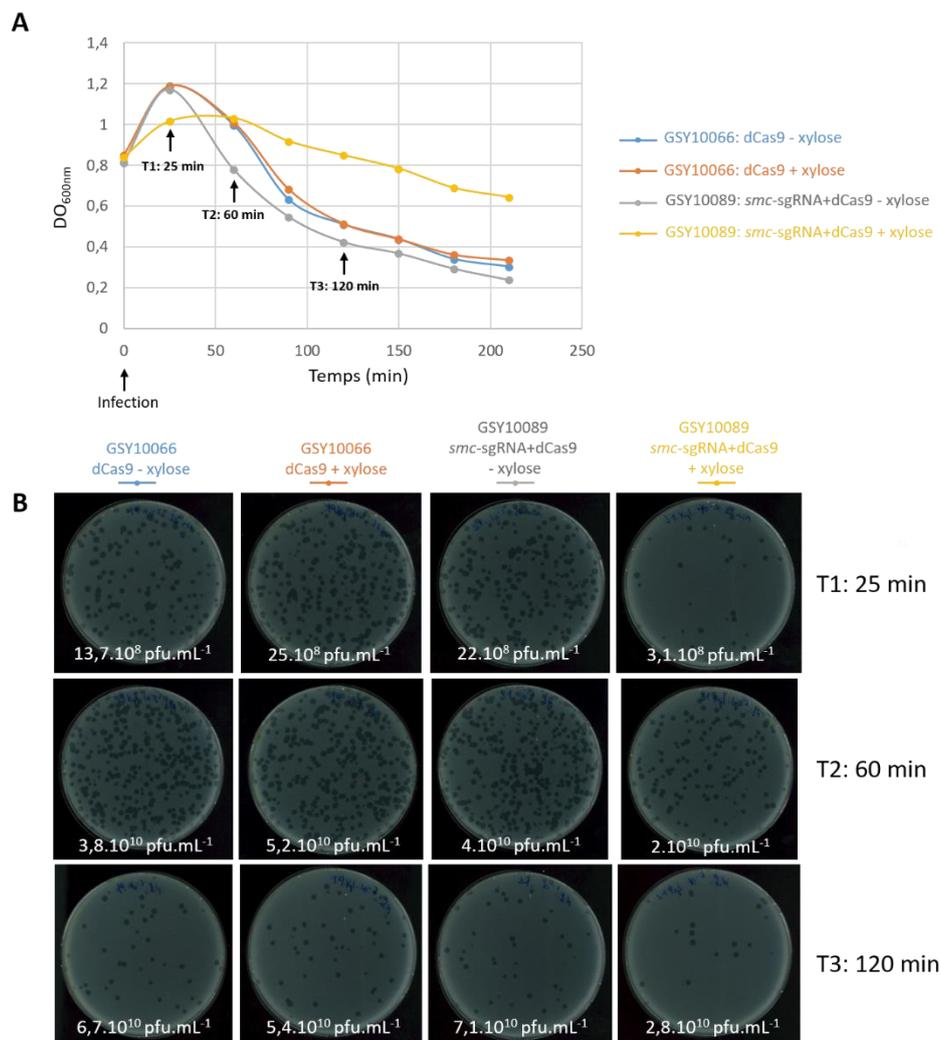 A
1,4
1,2
1
0,8
0,6
0,4
0,2
0
DO600nm
T1: 25 min
T2: 60 min
T3: 120 min
0 50 100 150 200 250
Temps (min)
Infection
GSY10066: dCas9 - xylose
GSY10066: dCas9 + xylose
GSY10089: smc-sgRNA+dCas9 - xylose
GSY10089: smc-sgRNA+dCas9 + xylose
GSY10066
dCas9 - xylose
GSY10066
dCas9 + xylose
GSY10089
smc-sgRNA+dCas9
- xylose
GSY10089
smc-sgRNA+dCas9
+ xylose
B
13,7.10⁸ pfu.mL⁻¹ 25.10⁸ pfu.mL⁻¹ 22.10⁸ pfu.mL⁻¹ 3,1.10⁸ pfu.mL⁻¹
T1: 25 min
3,8.10¹⁰ pfu.mL⁻¹ 5,2.10¹⁰ pfu.mL⁻¹ 4.10¹⁰ pfu.mL⁻¹ 2.10¹⁰ pfu.mL⁻¹
T2: 60 min
6,7.10¹⁰ pfu.mL⁻¹ 5,4.10¹⁰ pfu.mL⁻¹ 7,1.10¹⁰ pfu.mL⁻¹ 2,8.10¹⁰ pfu.mL⁻¹
T3: 120 min